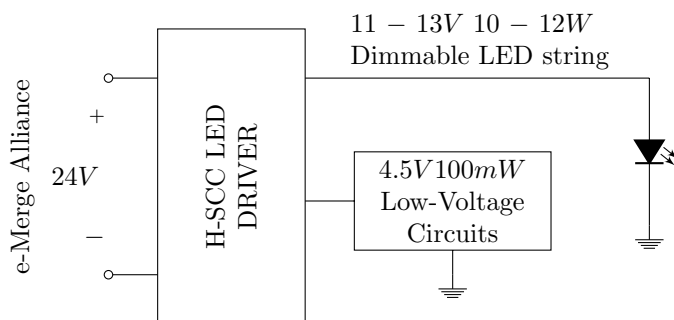 11 − 13V 10 − 12W
Dimmable LED string
e-Merge Alliance
+
24V
−
H-SCC LED
DRIVER
4.5V100mW
Low-Voltage
Circuits